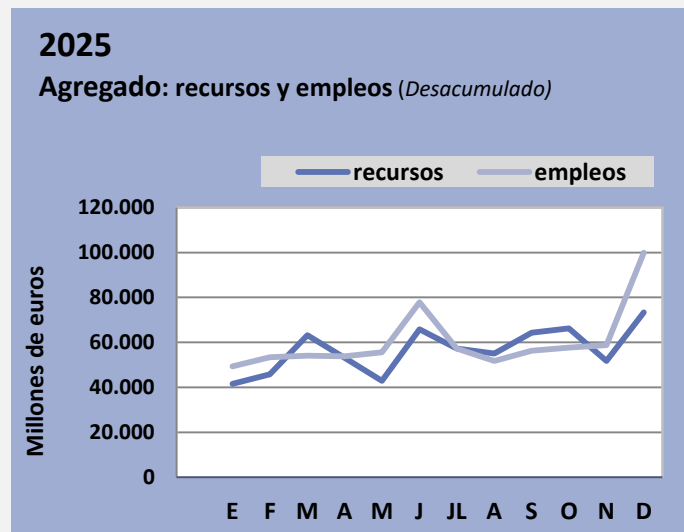 2025
Agregado: recursos y empleos (Desacumulado)
recursos empleos
Millones de euros
120.000
100.000
80.000
60.000
40.000
20.000
0
E F M A M J JL A S O N D